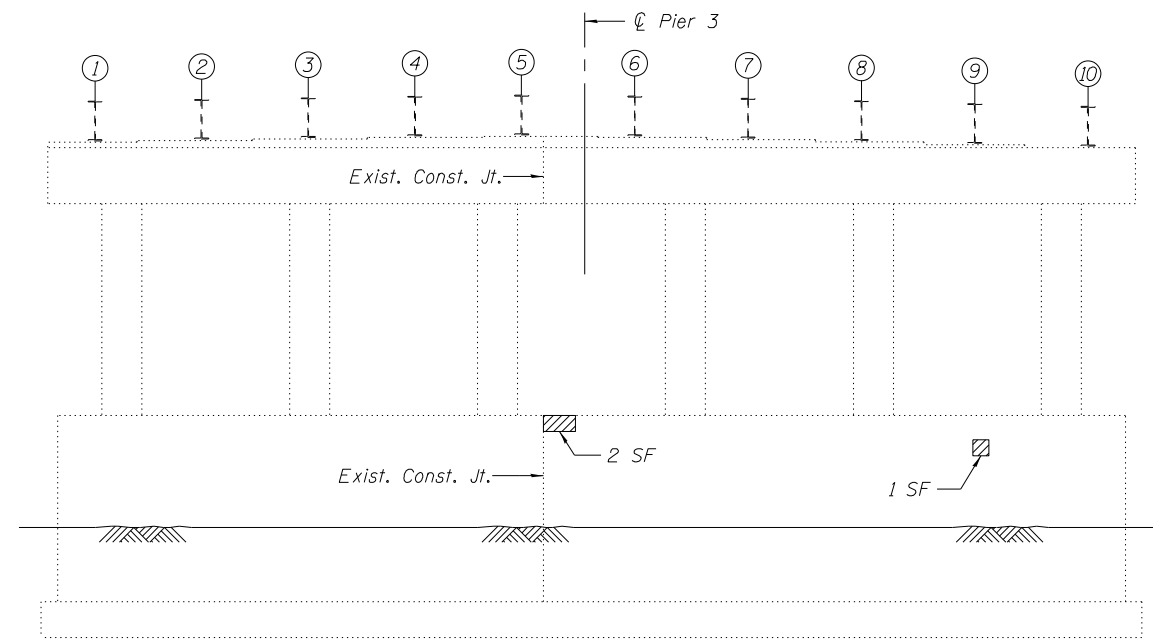 ℄ Pier 3
1 2 3 4 5 6 7 8 9 10
Exist. Const. Jt.
2 SF
Exist. Const. Jt.
1 SF